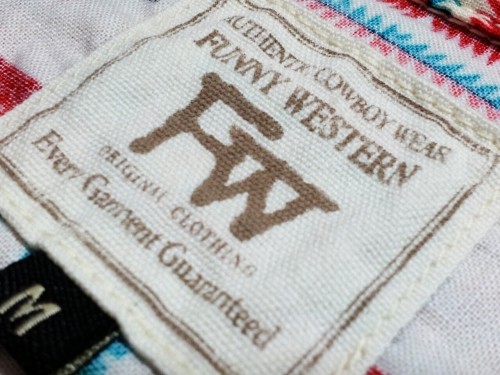 AUTHENTIC COWBOY WEAR
FUNNY WESTERN
FW
ORIGINAL CLOTHING
Every Garment Guaranteed
M